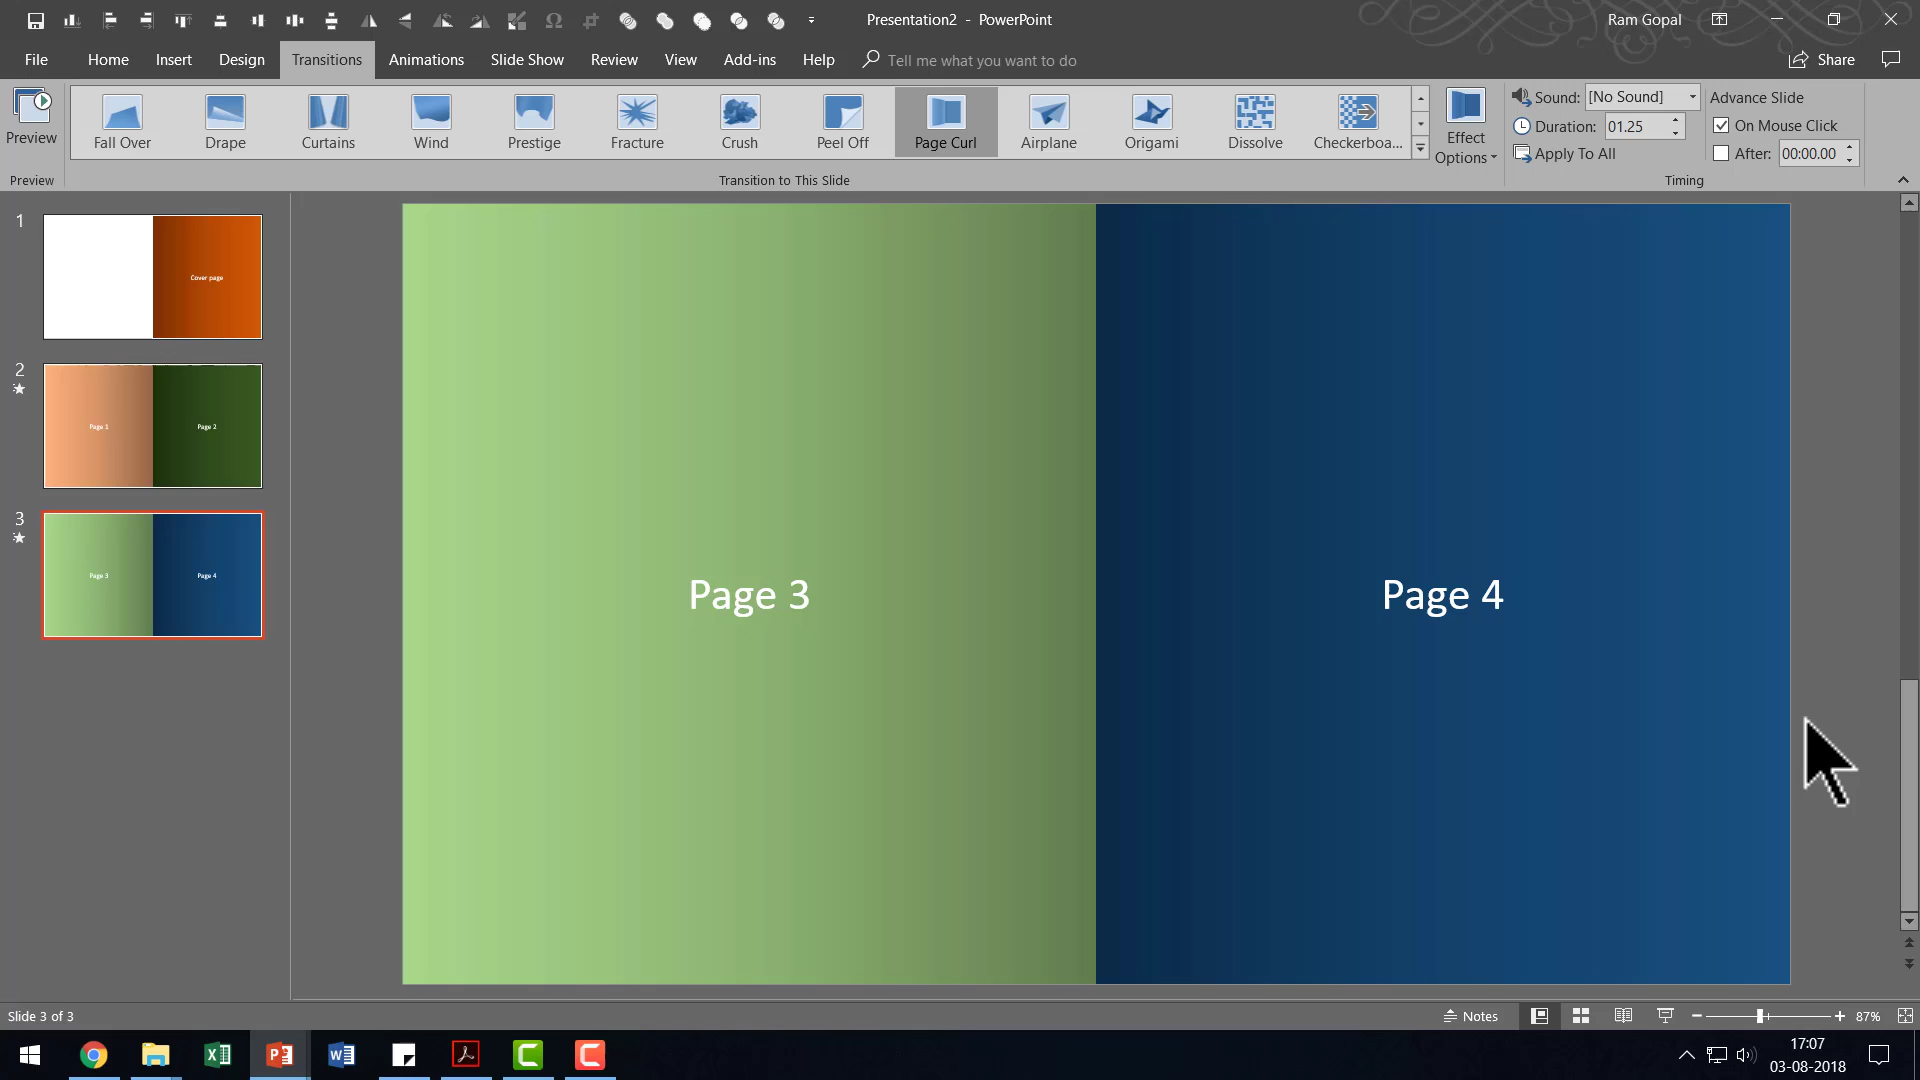 Presentation2 - PowerPoint
Ram Gopal
File Home Insert Design Transitions Animations Slide Show Review View Add-ins Help Tell me what you want to do Share
Preview
Fall Over Drape Curtains Wind Prestige Fracture Crush Peel Off Page Curl Airplane Origami Dissolve Checkerboa...
Effect
Options
Sound: [No Sound]
Duration: 01.25
Apply To All
Advance Slide
On Mouse Click
After: 00:00.00
Preview
Transition to This Slide
Timing
1
Cover page
2
Page 1
Page 2
3
Page 3
Page 4
Page 3
Page 4
Slide 3 of 3
Notes
87%
17:07
03-08-2018